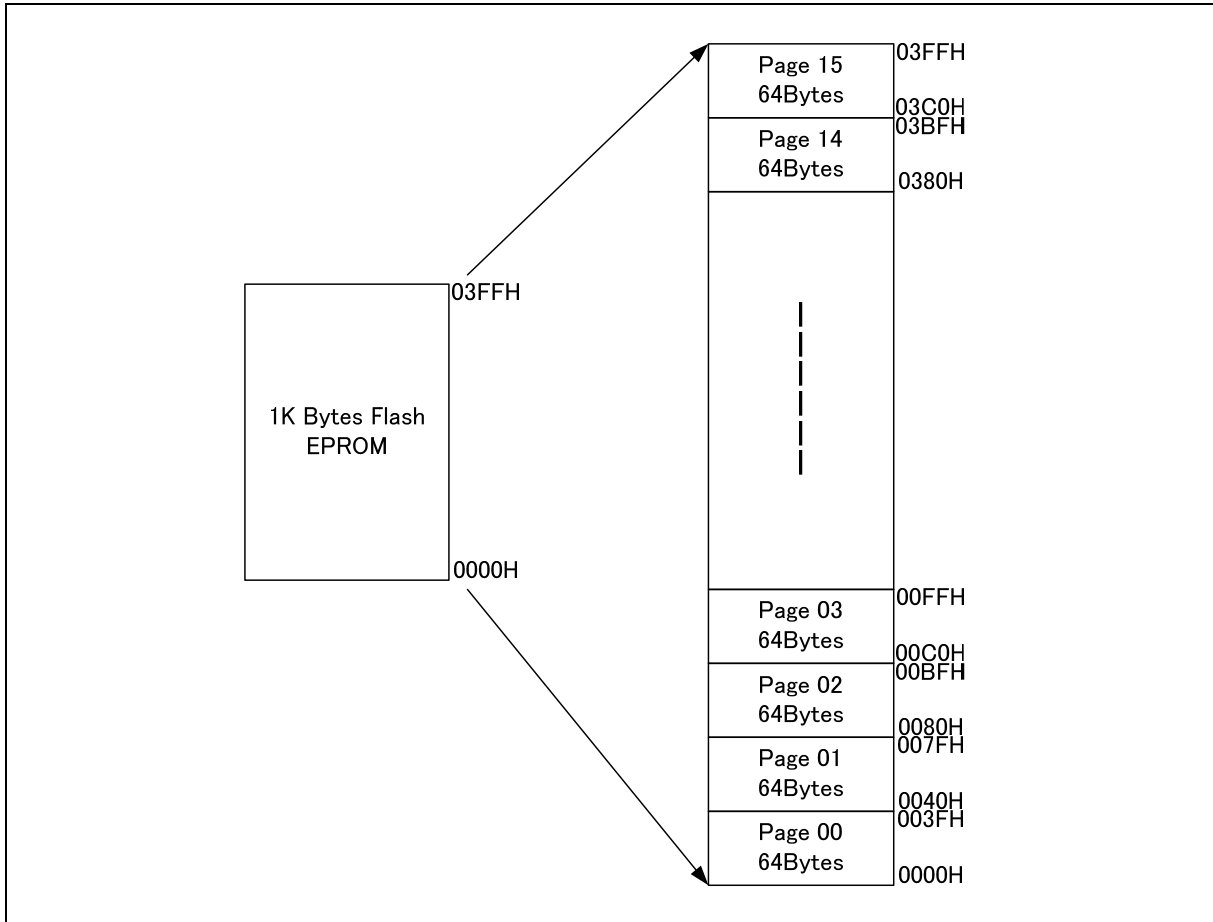 03FFH
Page 15
64Bytes
03C0H
03BFH
Page 14
64Bytes
0380H
03FFH
1K Bytes Flash
EPROM
0000H
00FFH
Page 03
64Bytes
00C0H
00BFH
Page 02
64Bytes
0080H
007FH
Page 01
64Bytes
0040H
003FH
Page 00
64Bytes
0000H